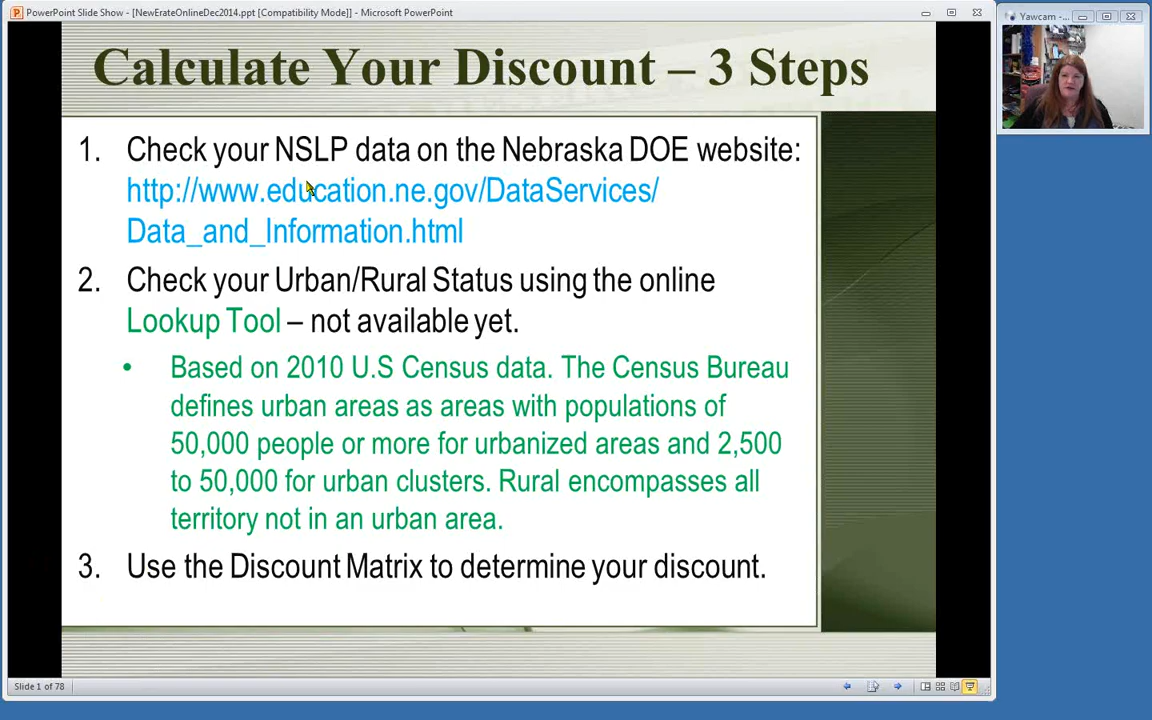 PowerPoint Slide Show - [NewErateOnlineDec2014.ppt [Compatibility Mode]] - Microsoft PowerPoint
Yawcam -...
Calculate Your Discount – 3 Steps
1. Check your NSLP data on the Nebraska DOE website:
http://www.education.ne.gov/DataServices/
Data_and_Information.html
2. Check your Urban/Rural Status using the online
Lookup Tool – not available yet.
• Based on 2010 U.S Census data. The Census Bureau
defines urban areas as areas with populations of
50,000 people or more for urbanized areas and 2,500
to 50,000 for urban clusters. Rural encompasses all
territory not in an urban area.
3. Use the Discount Matrix to determine your discount.
Slide 1 of 78